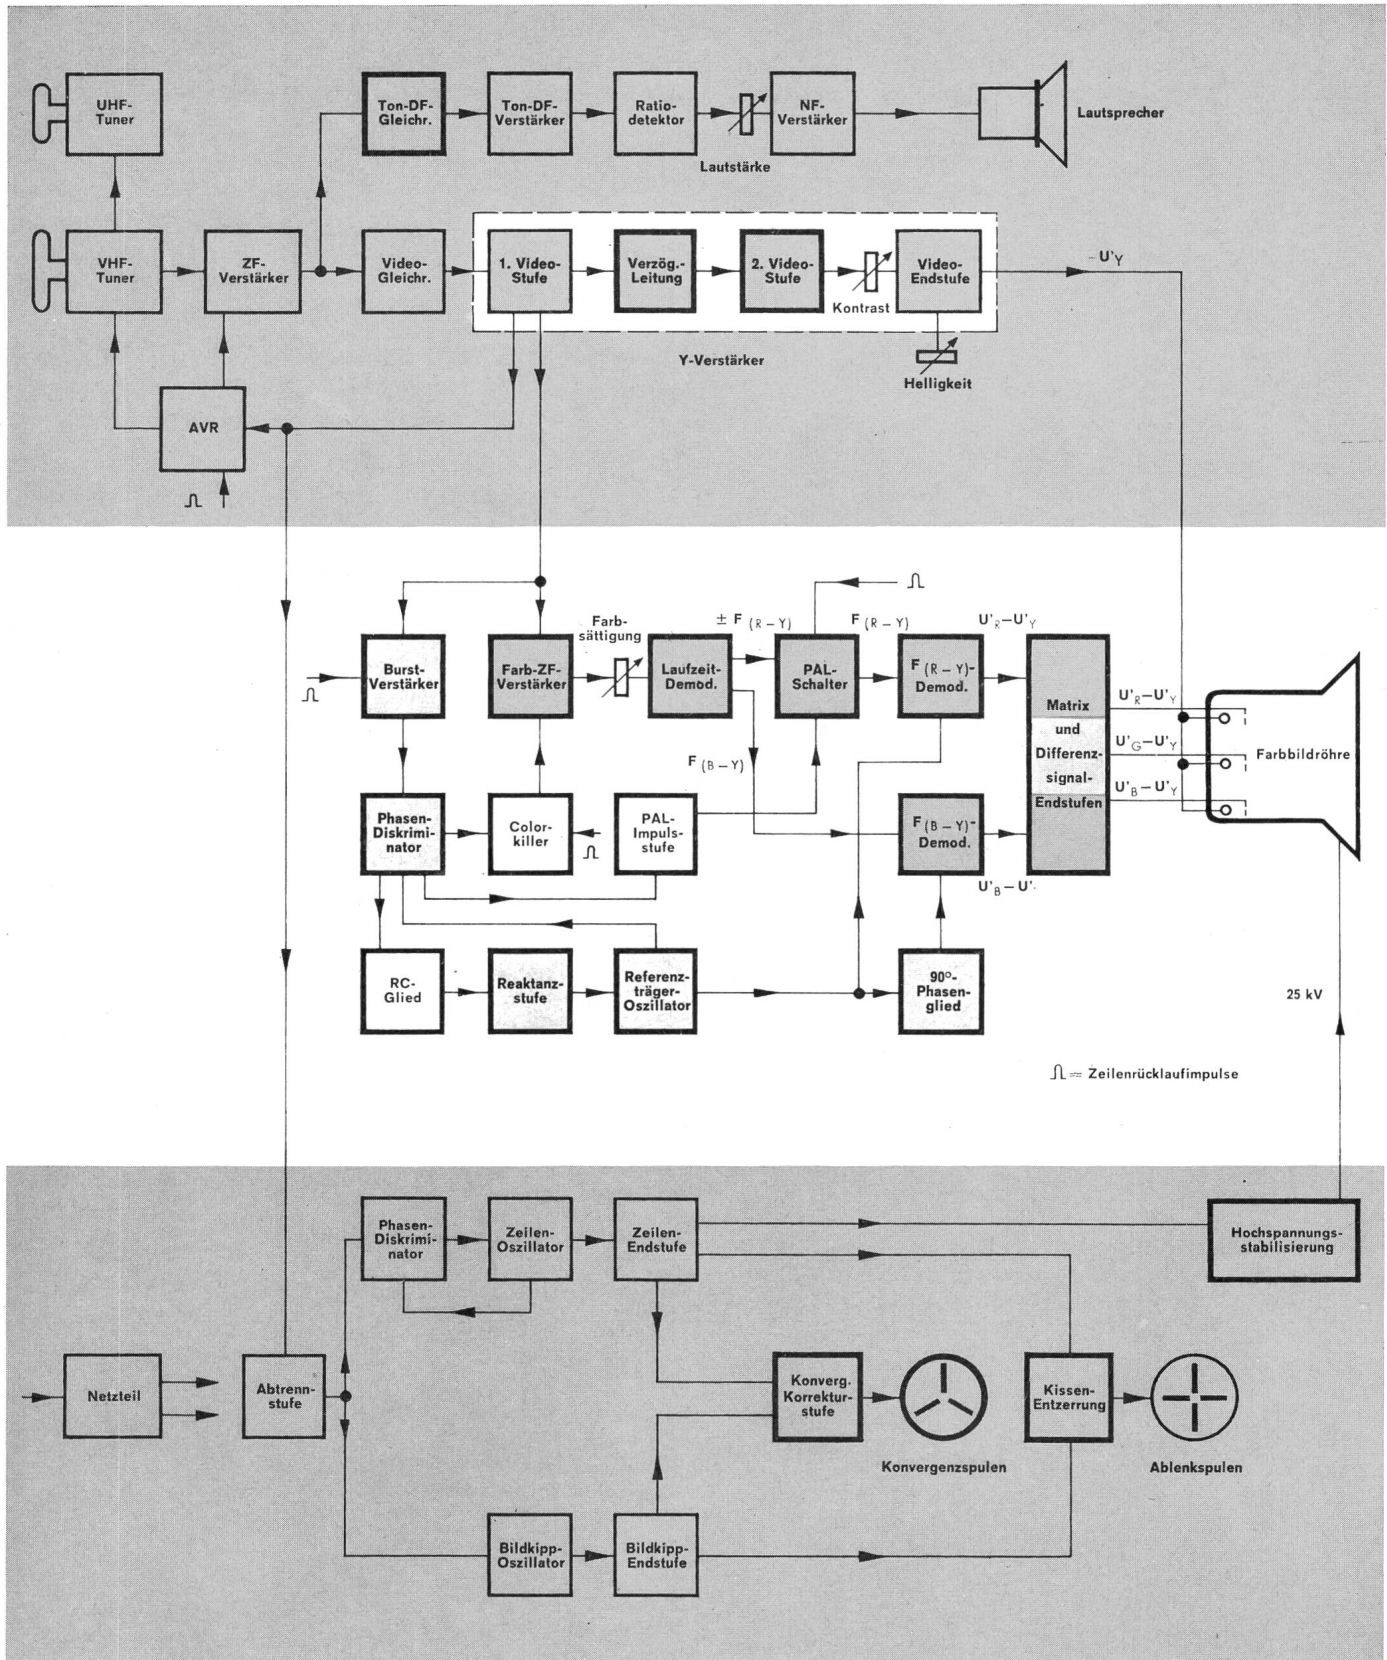 UHF-
Tuner
Ton-DF-
Gleichr.
Ton-DF-
Verstärker
Ratio-
detektor
Lautstärke
NF-
Verstärker
Lautsprecher
VHF-
Tuner
ZF-
Verstärker
Video-
Gleichr.
1. Video-
Stufe
Verzög.-
Leitung
2. Video-
Stufe
Kontrast
Video-
Endstufe
-U'Y
Y-Verstärker
Helligkeit
AVR
Burst-
Verstärker
Farb-ZF-
Verstärker
Farb-
sättigung
Laufzeit-
Demod.
± F (R – Y)
PAL-
Schalter
F (R – Y)
F (R – Y)-
Demod.
U'R–U'Y
Matrix
und
Differenz-
signal-
Endstufen
U'R–U'Y
U'G–U'Y
U'B–U'Y
Farbbildröhre
F (B – Y)
Phasen-
Diskrimi-
nator
Color-
killer
PAL-
Impuls-
stufe
F (B – Y)-
Demod.
U'B–U'
RC-
Glied
Reaktanz-
stufe
Referenz-
träger-
Oszillator
90°-
Phasen-
glied
25 kV
= Zeilenrücklaufimpulse
Phasen-
Diskrimi-
nator
Zeilen-
Oszillator
Zeilen-
Endstufe
Hochspannungs-
stabilisierung
Netzteil
Abtrenn-
stufe
Konverg.
Korrektur-
stufe
Konvergenzspulen
Kissen-
Entzerrung
Ablenkspulen
Bildkipp-
Oszillator
Bildkipp-
Endstufe